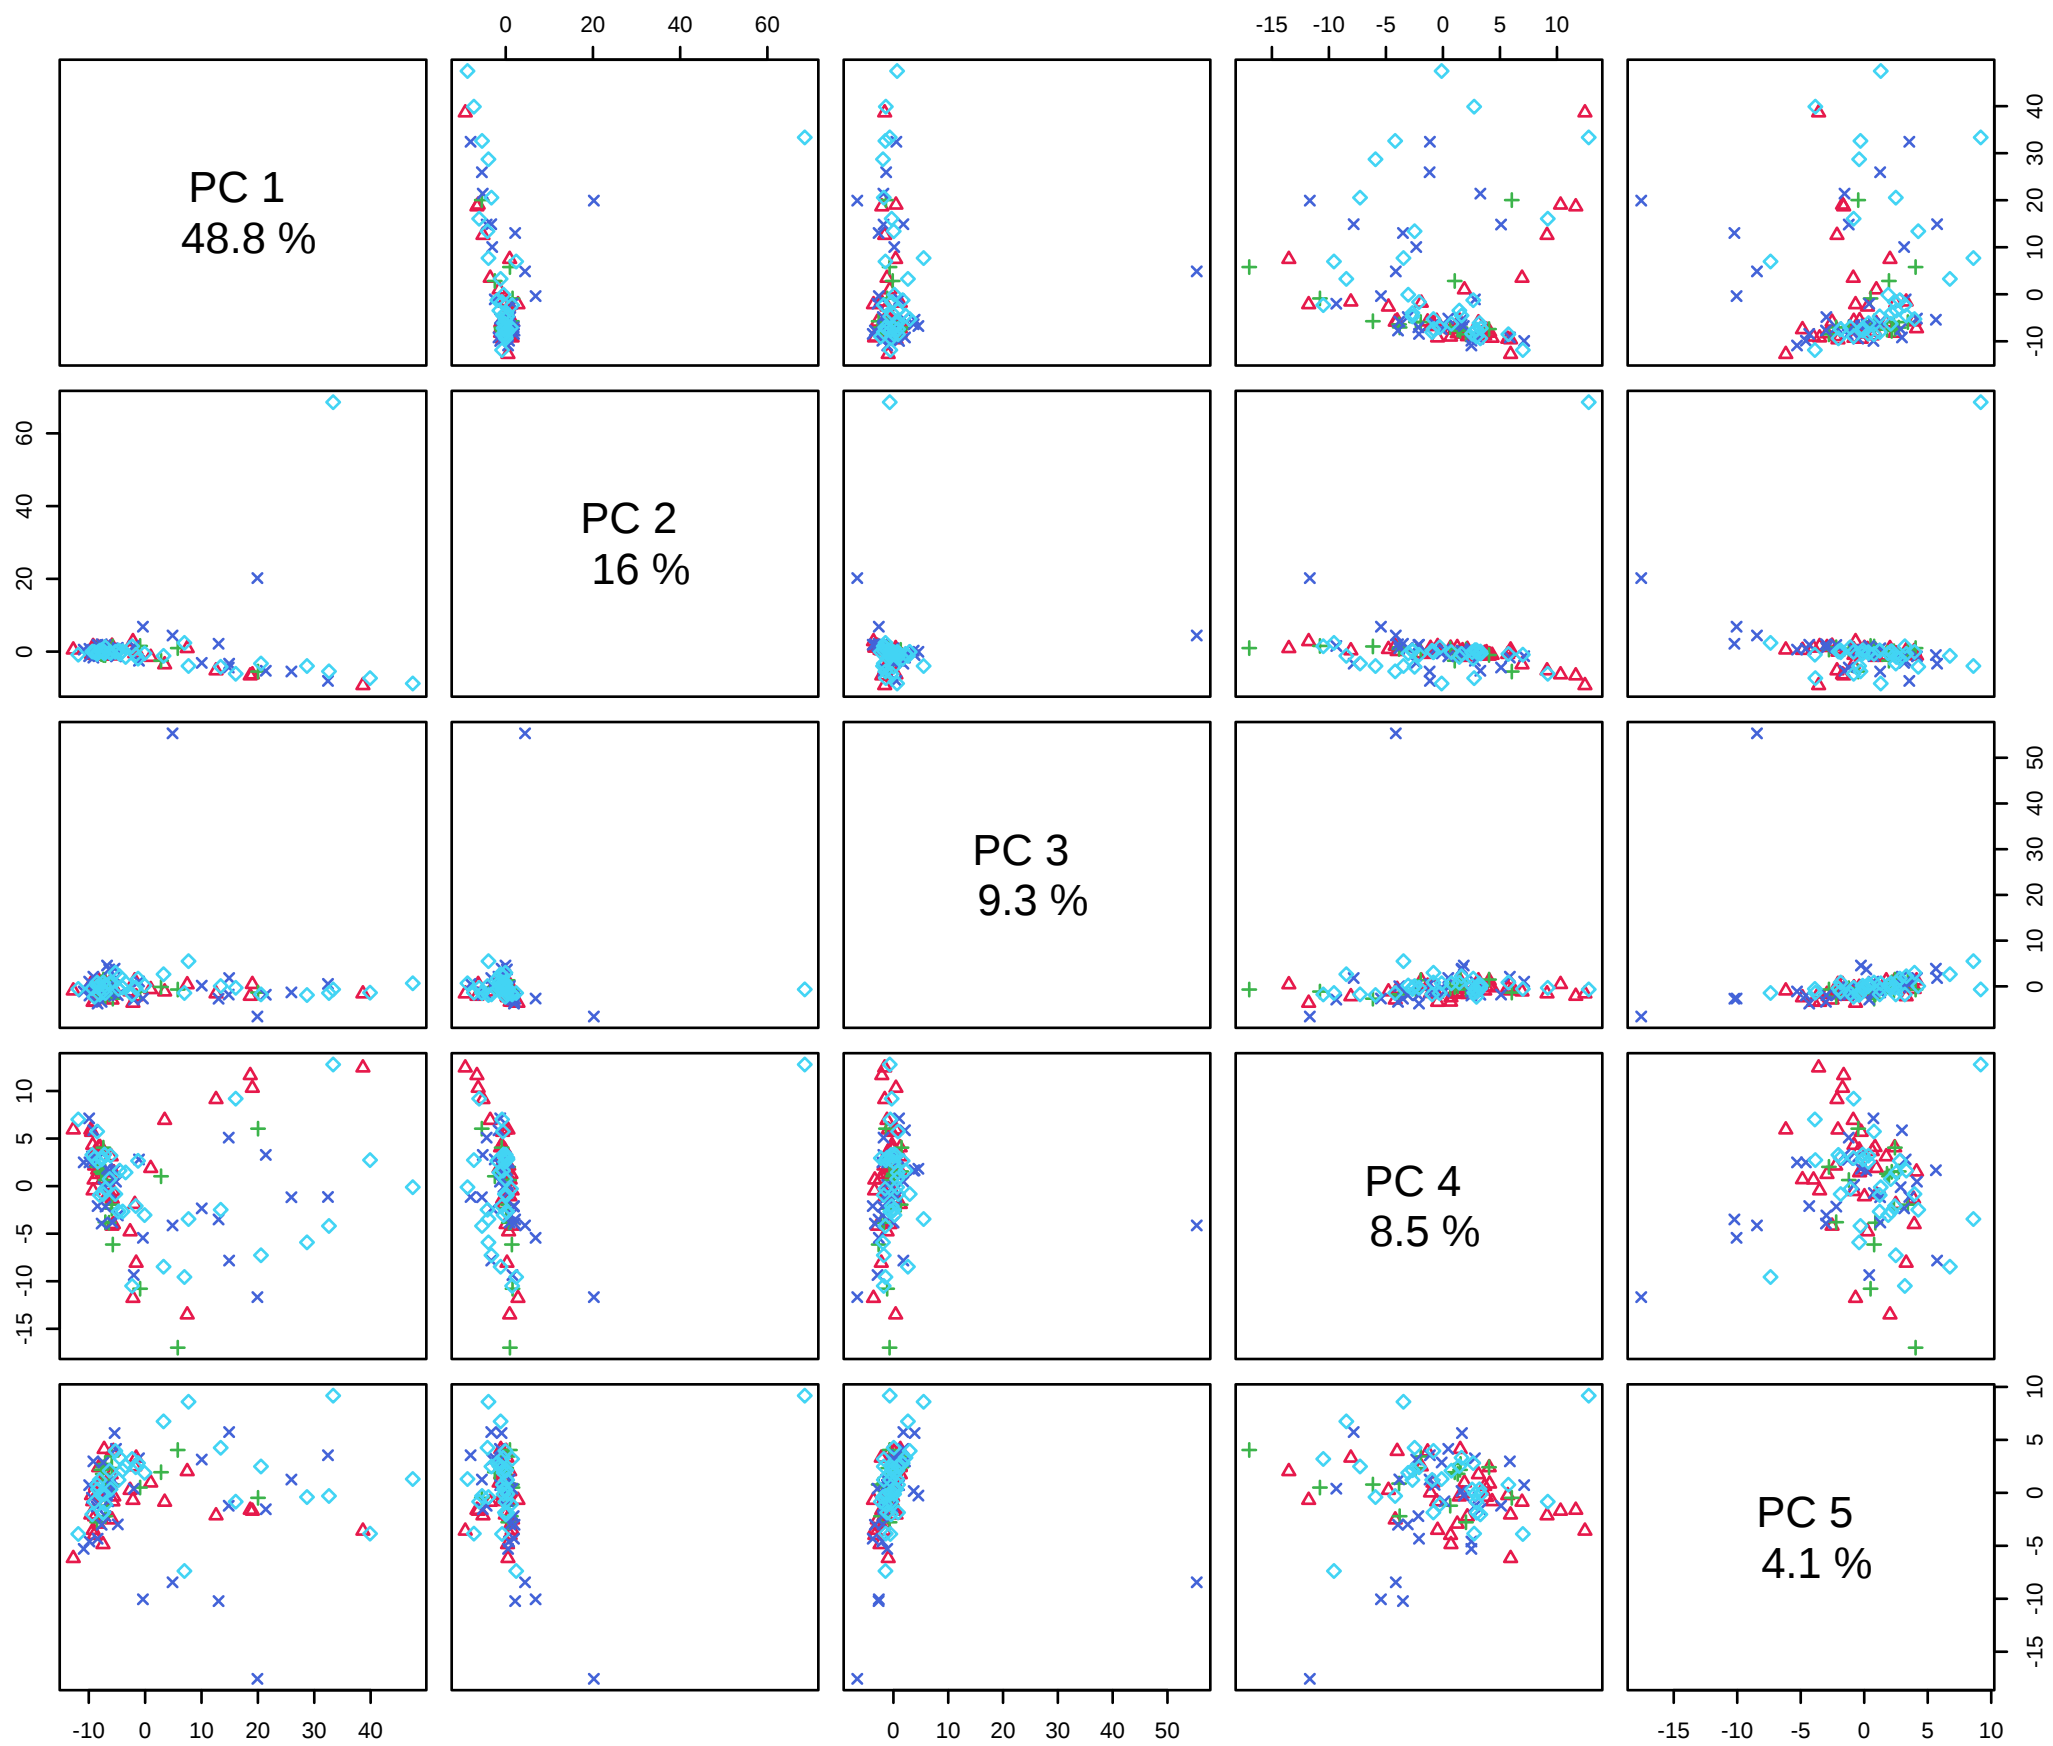 0 20 40 60
-15 -10 -5 0 5 10
PC 1
48.8 %
-10 0 10 20 30 40
0 20 40 60
PC 2
16 %
PC 3
9.3 %
0 10 20 30 40 50
-15 -10 -5 0 5 10
PC 4
8.5 %
PC 5
4.1 %
-15 -10 -5 0 5 10
-10 0 10 20 30 40
0 10 20 30 40 50
-15 -10 -5 0 5 10